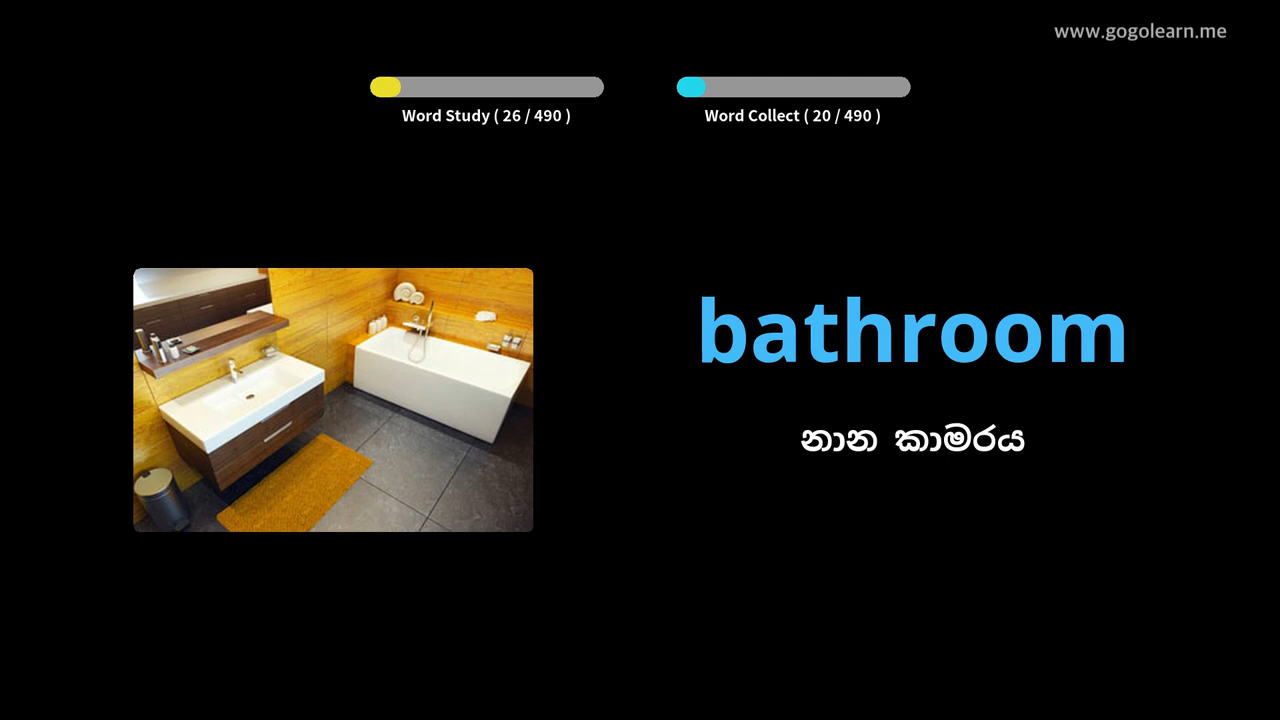 www.gogolearn.me
Word Study ( 26 / 490 )
Word Collect ( 20 / 490 )
bathroom
නාන කාමරය